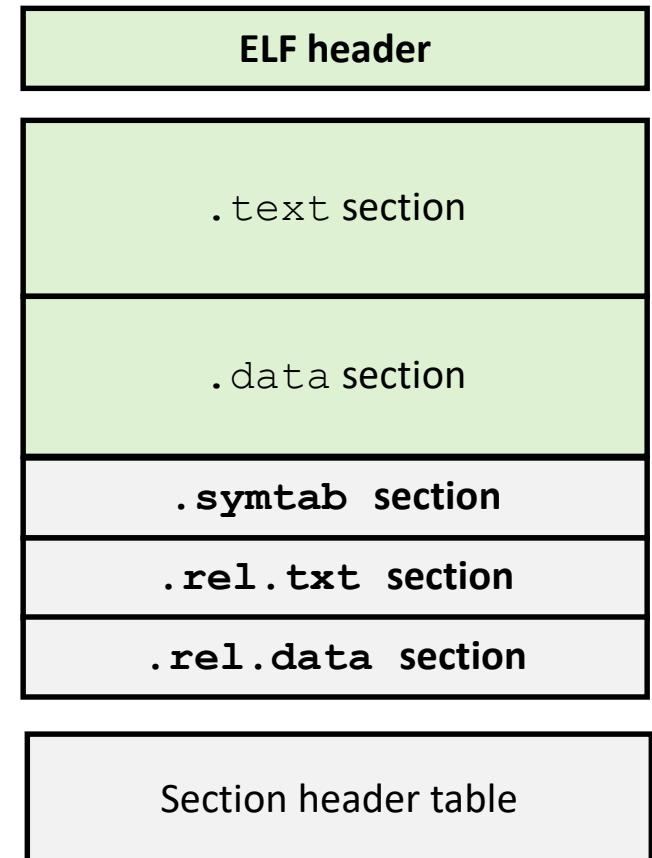 ELF header
.text section
.data section
.symtab section
.rel.txt section
.rel.data section
Section header table